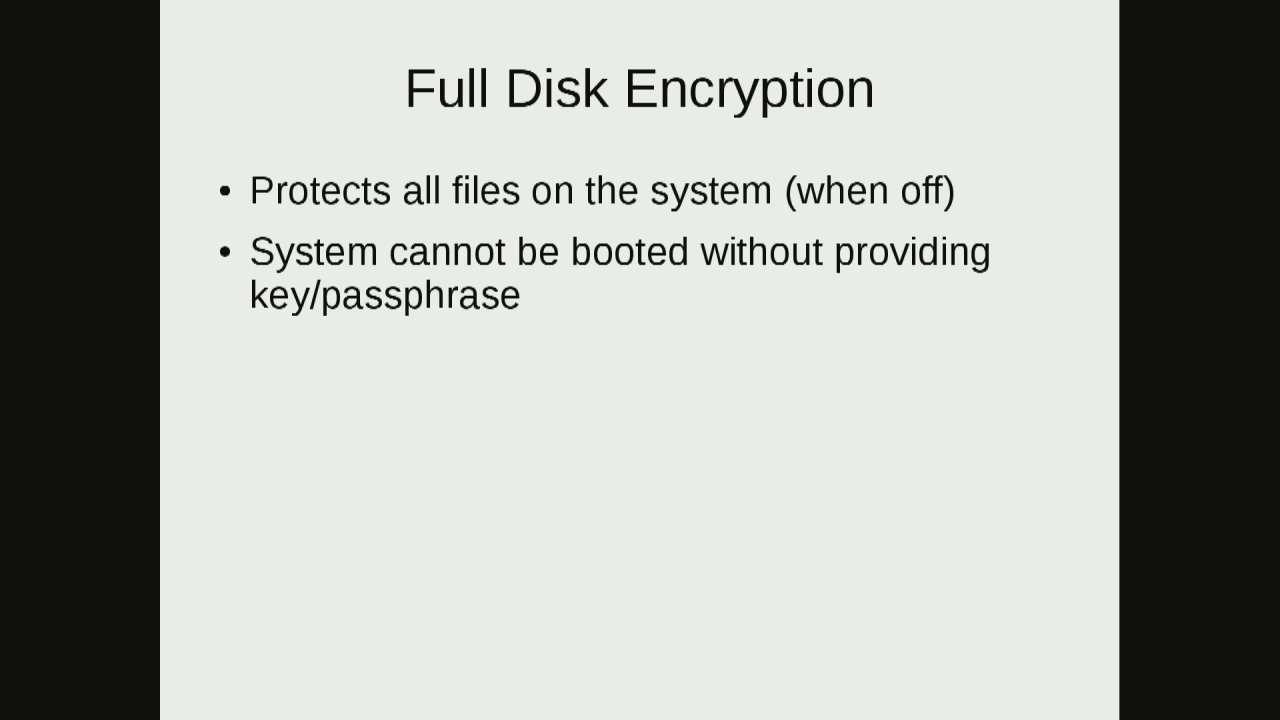 Full Disk Encryption
• Protects all files on the system (when off)
• System cannot be booted without providing
key/passphrase